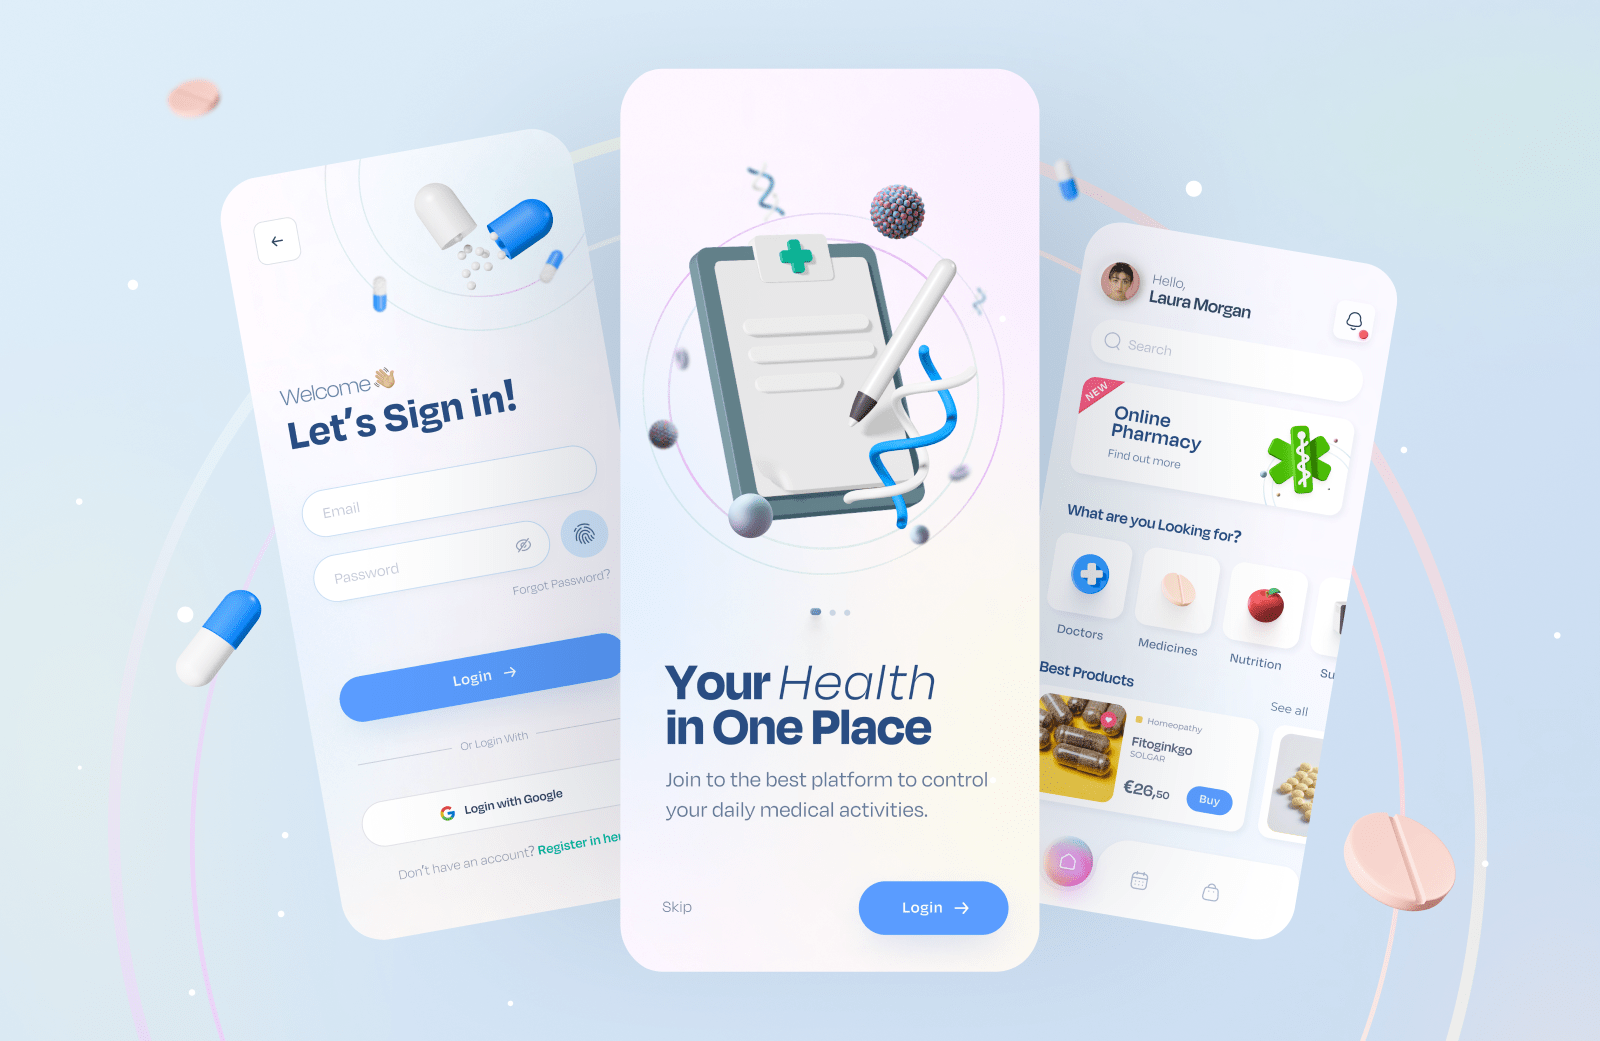 Welcome 👋🏼
Let's Sign in!
Email
Password
Forgot Password?
Login
Or Login With
Login with Google
Don't have an account? Register in her
Your Health
in One Place
Join to the best platform to control
your daily medical activities.
Skip
Login
Hello,
Laura Morgan
Search
NEW
Online
Pharmacy
Find out more
What are you Looking for?
Doctors
Medicines
Nutrition
Su
Best Products
See all
Homeopathy
Fitoginkgo
SOLGAR
€26,50
Buy